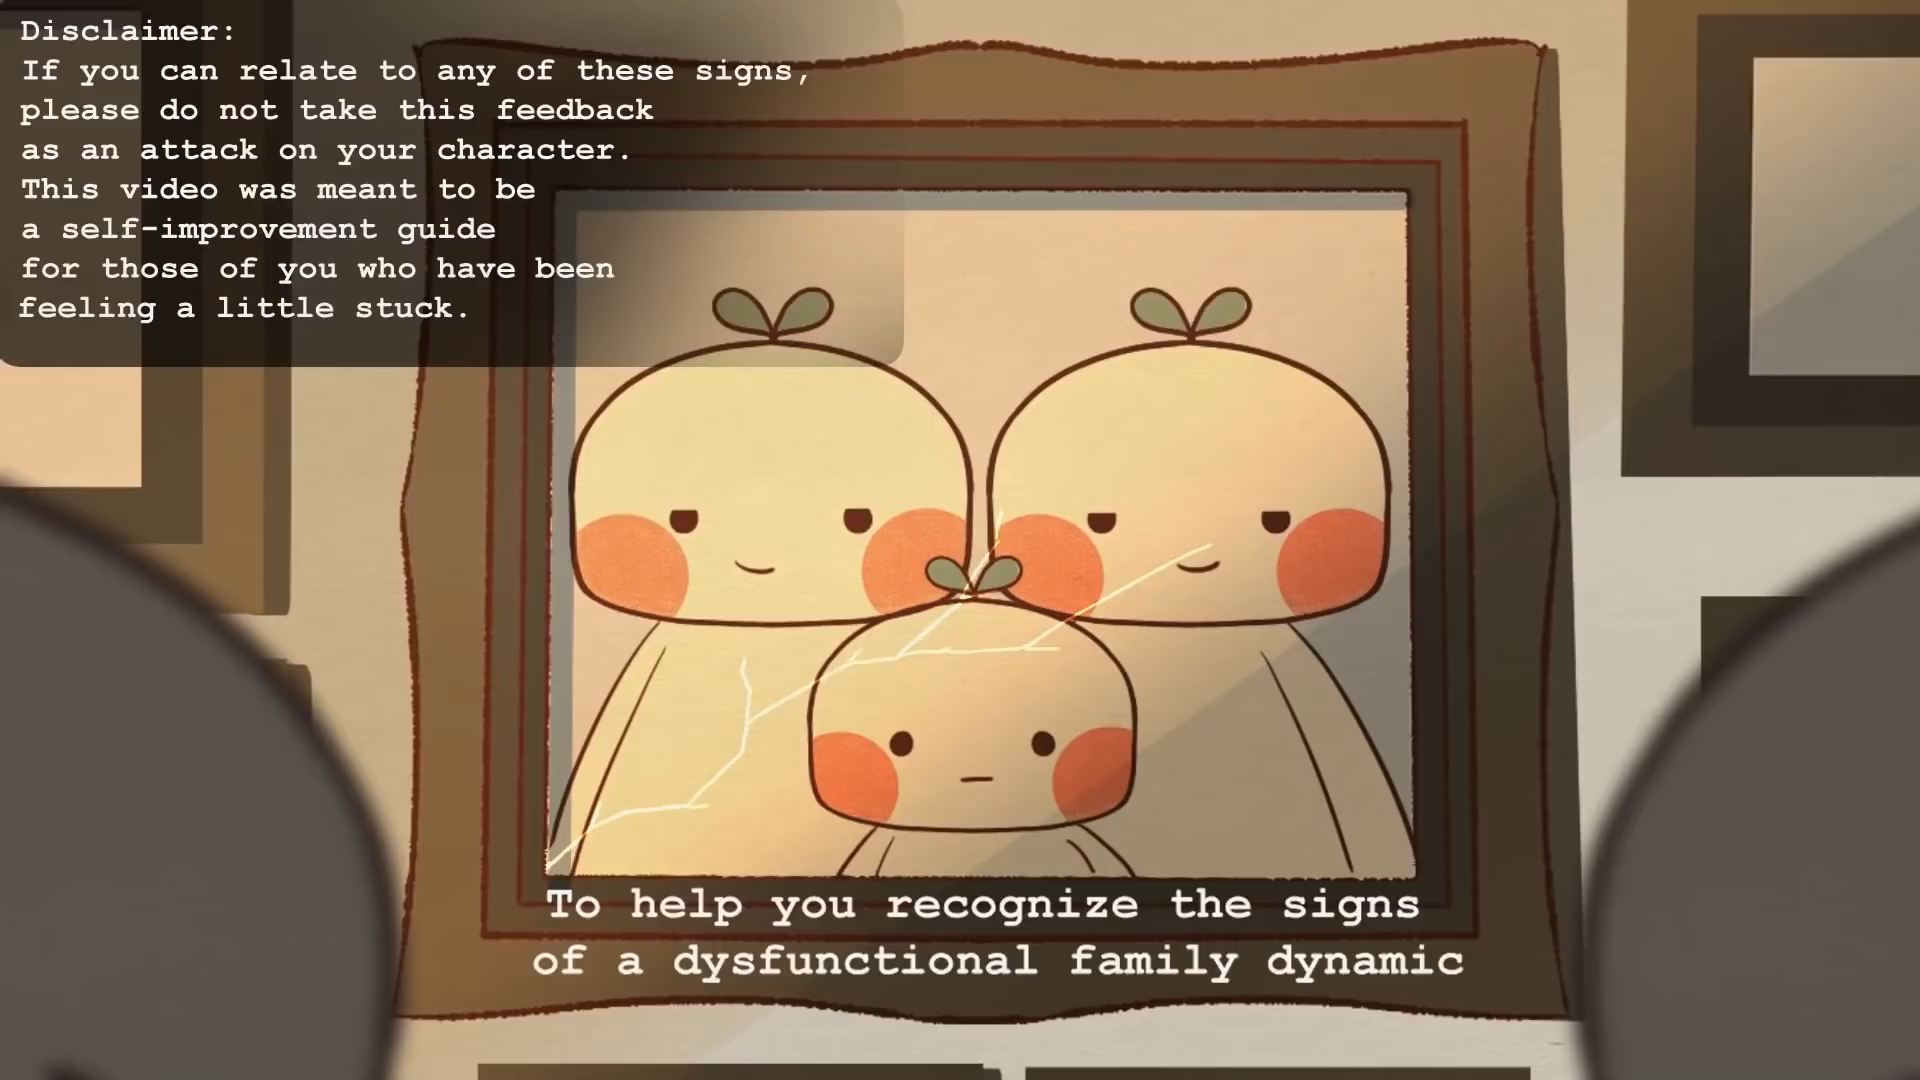 Disclaimer:
If you can relate to any of these signs,
please do not take this feedback
as an attack on your character.
This video was meant to be
a self-improvement guide
for those of you who have been
feeling a little stuck.
To help you recognize the signs
of a dysfunctional family dynamic